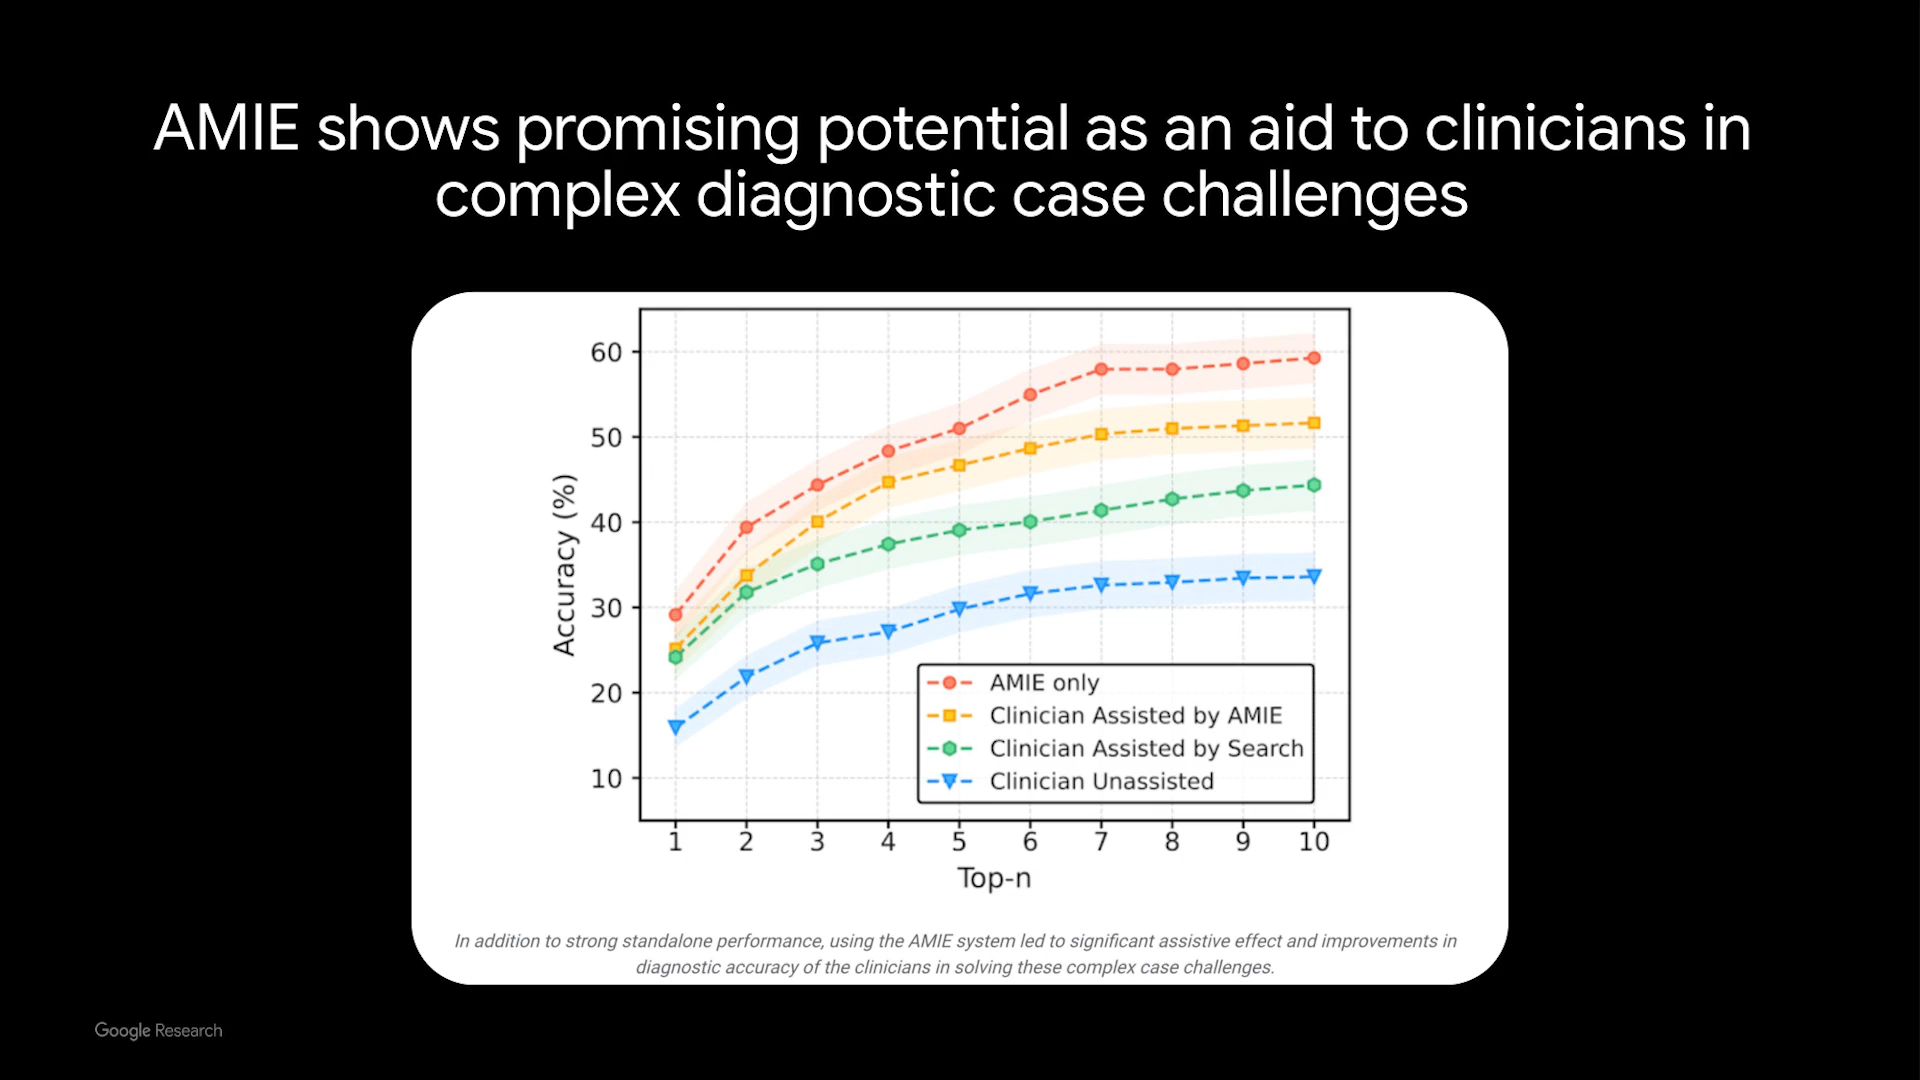 AMIE shows promising potential as an aid to clinicians in
complex diagnostic case challenges
60
50
40
30
20
10
Accuracy (%)
AMIE only
Clinician Assisted by AMIE
Clinician Assisted by Search
Clinician Unassisted
1 2 3 4 5 6 7 8 9 10
Top-n
In addition to strong standalone performance, using the AMIE system led to significant assistive effect and improvements in
diagnostic accuracy of the clinicians in solving these complex case challenges.
Google Research